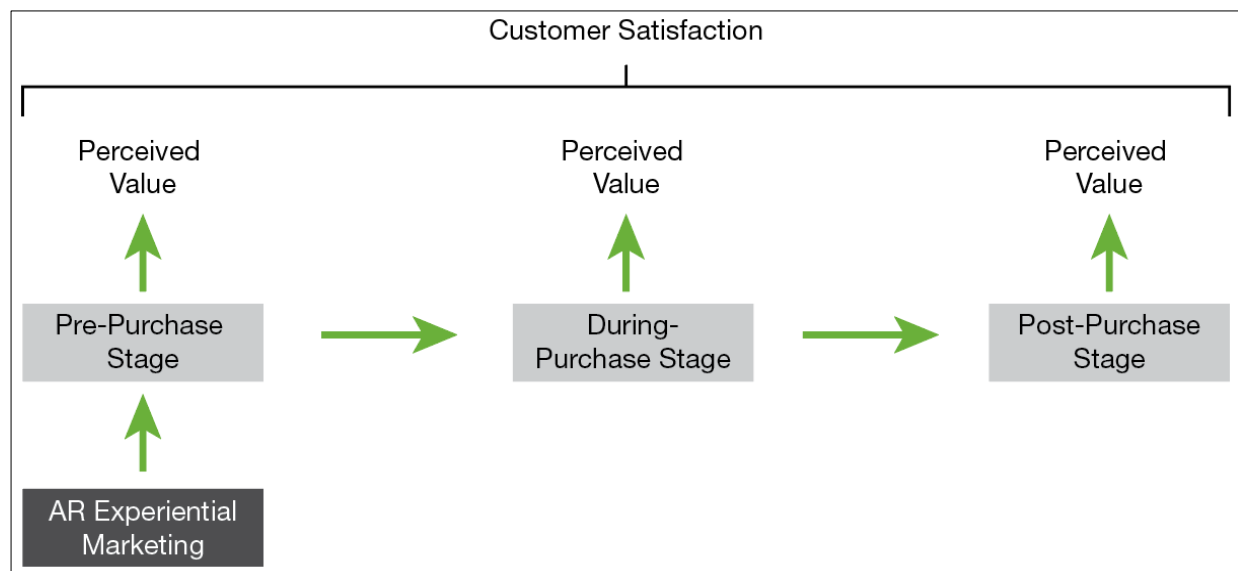 Customer Satisfaction
Perceived
Value
Perceived
Value
Perceived
Value
Pre-Purchase
Stage
During-
Purchase Stage
Post-Purchase
Stage
AR Experiential
Marketing